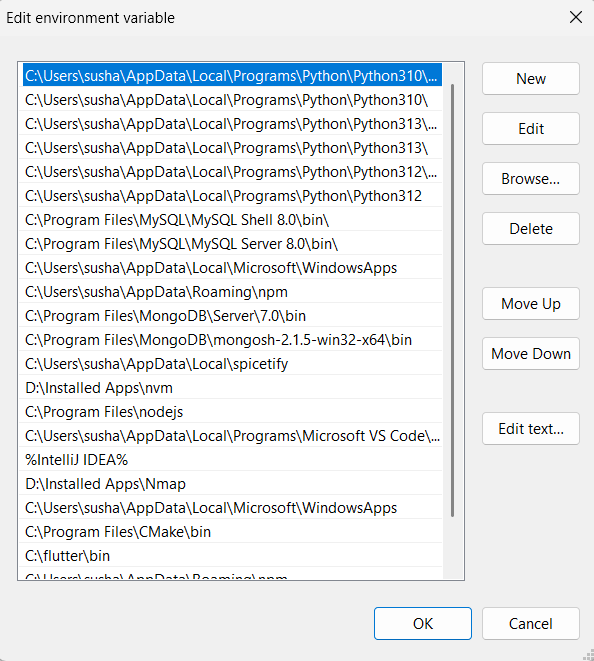 Edit environment variable
C:\Users\susha\AppData\Local\Programs\Python\Python310\...
C:\Users\susha\AppData\Local\Programs\Python\Python310\
C:\Users\susha\AppData\Local\Programs\Python\Python313\...
C:\Users\susha\AppData\Local\Programs\Python\Python313\
C:\Users\susha\AppData\Local\Programs\Python\Python312\...
C:\Users\susha\AppData\Local\Programs\Python\Python312
C:\Program Files\MySQL\MySQL Shell 8.0\bin\
C:\Program Files\MySQL\MySQL Server 8.0\bin\
C:\Users\susha\AppData\Local\Microsoft\WindowsApps
C:\Users\susha\AppData\Roaming\npm
C:\Program Files\MongoDB\Server\7.0\bin
C:\Program Files\MongoDB\mongosh-2.1.5-win32-x64\bin
C:\Users\susha\AppData\Local\spicetify
D:\Installed Apps\nvm
C:\Program Files\nodejs
C:\Users\susha\AppData\Local\Programs\Microsoft VS Code\...
%IntelliJ IDEA%
D:\Installed Apps\Nmap
C:\Users\susha\AppData\Local\Microsoft\WindowsApps
C:\Program Files\CMake\bin
C:\flutter\bin
C:\Users\susha\AppData\Roaming\npm
New
Edit
Browse...
Delete
Move Up
Move Down
Edit text...
OK
Cancel